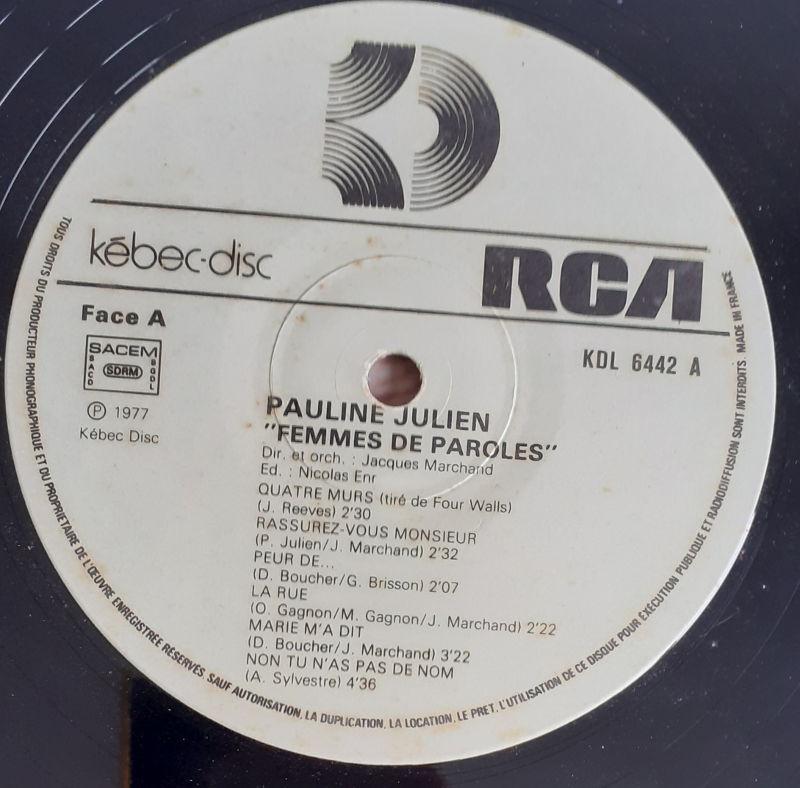 kébec-disc
RCA
Face A
SACEM
SACD
SDRM
SGDL
KDL 6442 A
Ⓟ 1977
Kébec Disc
PAULINE JULIEN
"FEMMES DE PAROLES"
Dir. et orch. : Jacques Marchand
Ed. : Nicolas Enr
QUATRE MURS (tiré de Four Walls)
(J. Reeves) 2'30
RASSUREZ-VOUS MONSIEUR
(P. Julien/J. Marchand) 2'32
PEUR DE...
(D. Boucher/G. Brisson) 2'07
LA RUE
(O. Gagnon/M. Gagnon/J. Marchand) 2'22
MARIE M'A DIT
(D. Boucher/J. Marchand) 3'22
NON TU N'AS PAS DE NOM
(A. Sylvestre) 4'36
TOUS DROITS DU PRODUCTEUR PHONOGRAPHIQUE ET DU PROPRIETAIRE DE L'ŒUVRE ENREGISTREE RESERVES. SAUF AUTORISATION, LA DUPLICATION, LA LOCATION, LE PRET, L'UTILISATION DE CE DISQUE POUR EXECUTION PUBLIQUE ET RADIODIFFUSION SONT INTERDITS. MADE IN FRANCE